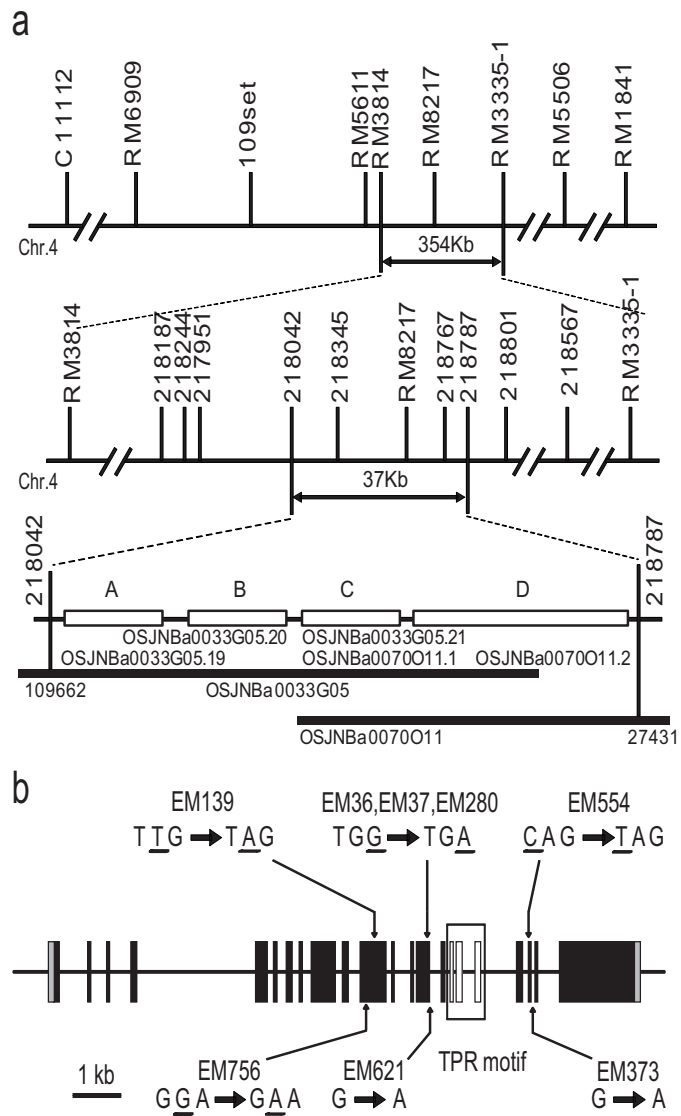 a
C11112 RM6909 109set RM5611 RM3814 RM8217 RM3335-1 RM5506 RM1841
Chr.4
354Kb
RM3814 218187 218244 217951 218042 218345 RM8217 218767 218787 218801 218567 RM3335-1
Chr.4
37Kb
218042 218787
A B C D
OSJNBa0033G05.20 OSJNBa0033G05.21
OSJNBa0033G05.19 OSJNBa0070O11.1 OSJNBa0070O11.2
109662 OSJNBa0033G05
OSJNBa0070O11 27431
b
EM139 EM36,EM37,EM280 EM554
TTG TAG TGG TGA CAG TAG
TPR motif
1 kb
EM756 EM621 EM373
GGA GAA G A G A